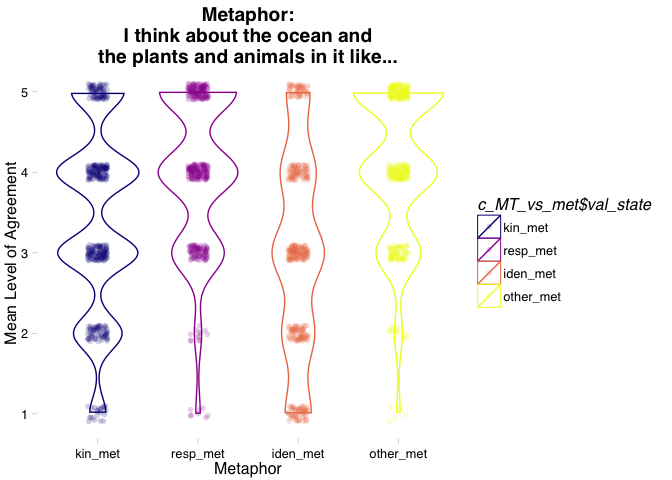 Metaphor:
I think about the ocean and
the plants and animals in it like...
Mean Level of Agreement
5
4
3
2
1
kin_met
resp_met
iden_met
other_met
Metaphor
c_MT_vs_met$val_state
kin_met
resp_met
iden_met
other_met